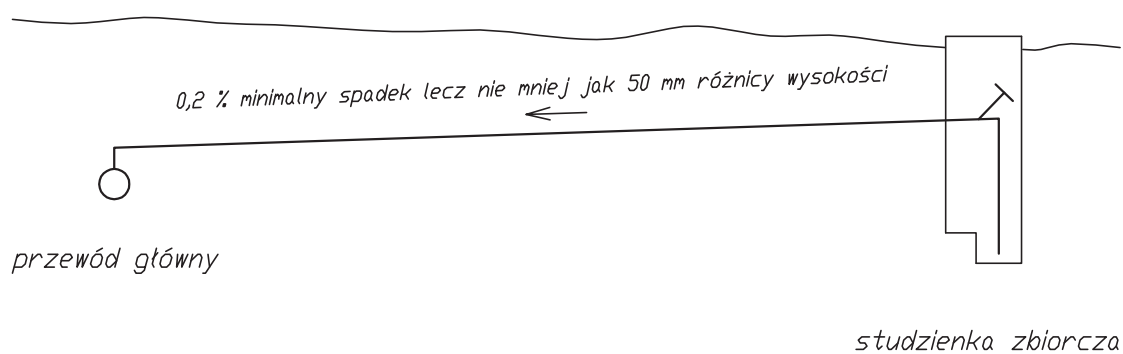 0,2 % minimalny spadek lecz nie mniej jak 50 mm różnicy wysokości
przewód główny
studzienka zbiorcza